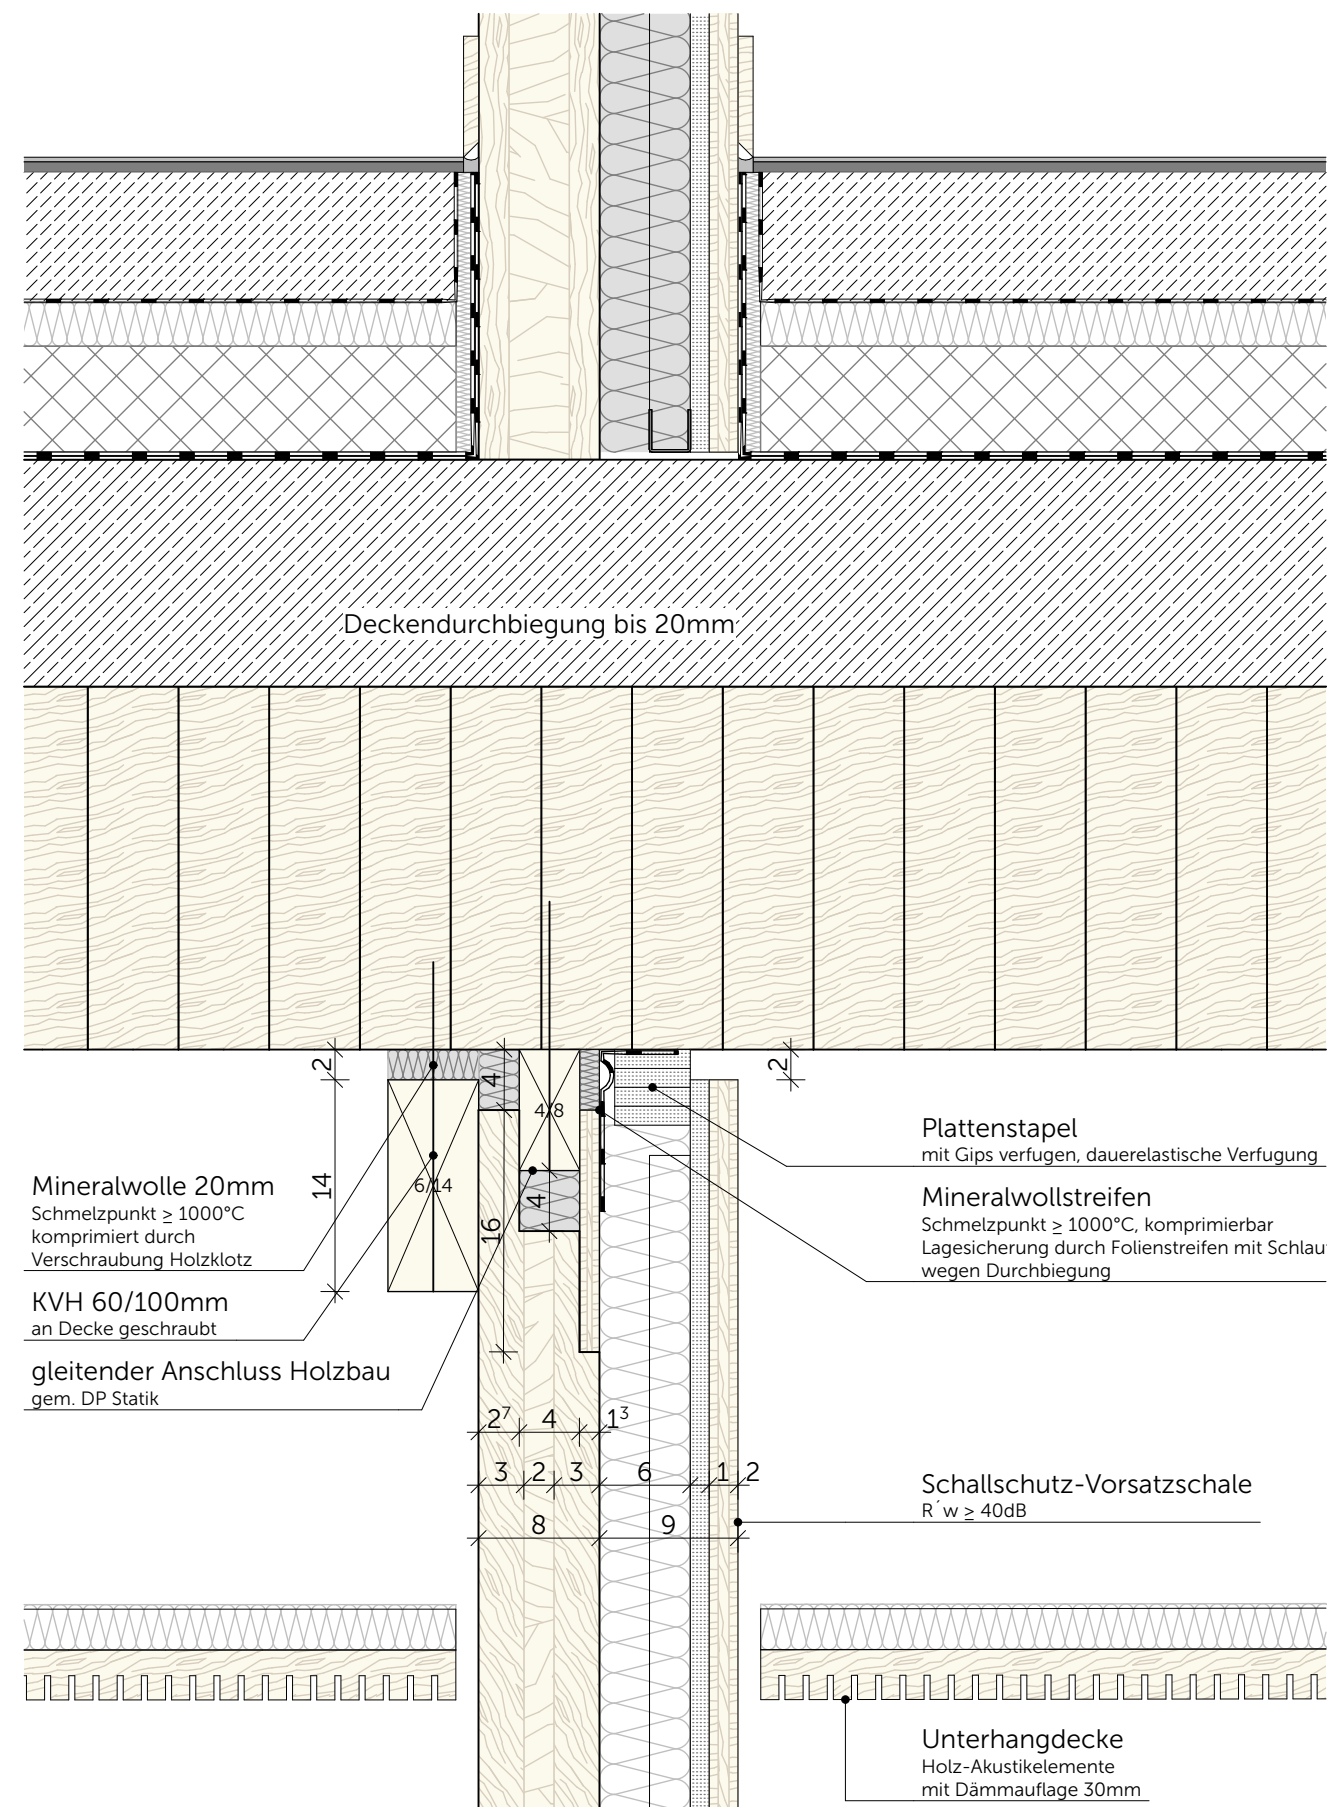 Deckendurchbiegung bis 20mm
2
4
4/8
2
14
6/14
4
16
Mineralwolle 20mm
Schmelzpunkt ≥ 1000°C
komprimiert durch
Verschraubung Holzklotz
KVH 60/100mm
an Decke geschraubt
gleitender Anschluss Holzbau
gem. DP Statik
Plattenstapel
mit Gips verfugen, dauerelastische Verfugung
Mineralwollstreifen
Schmelzpunkt ≥ 1000°C, komprimierbar
Lagesicherung durch Folienstreifen mit Schlauf
wegen Durchbiegung
2⁷ 4 1³
3 2 3 6 1 2
8 9
Schallschutz-Vorsatzschale
R´w ≥ 40dB
Unterhangdecke
Holz-Akustikelemente
mit Dämmauflage 30mm